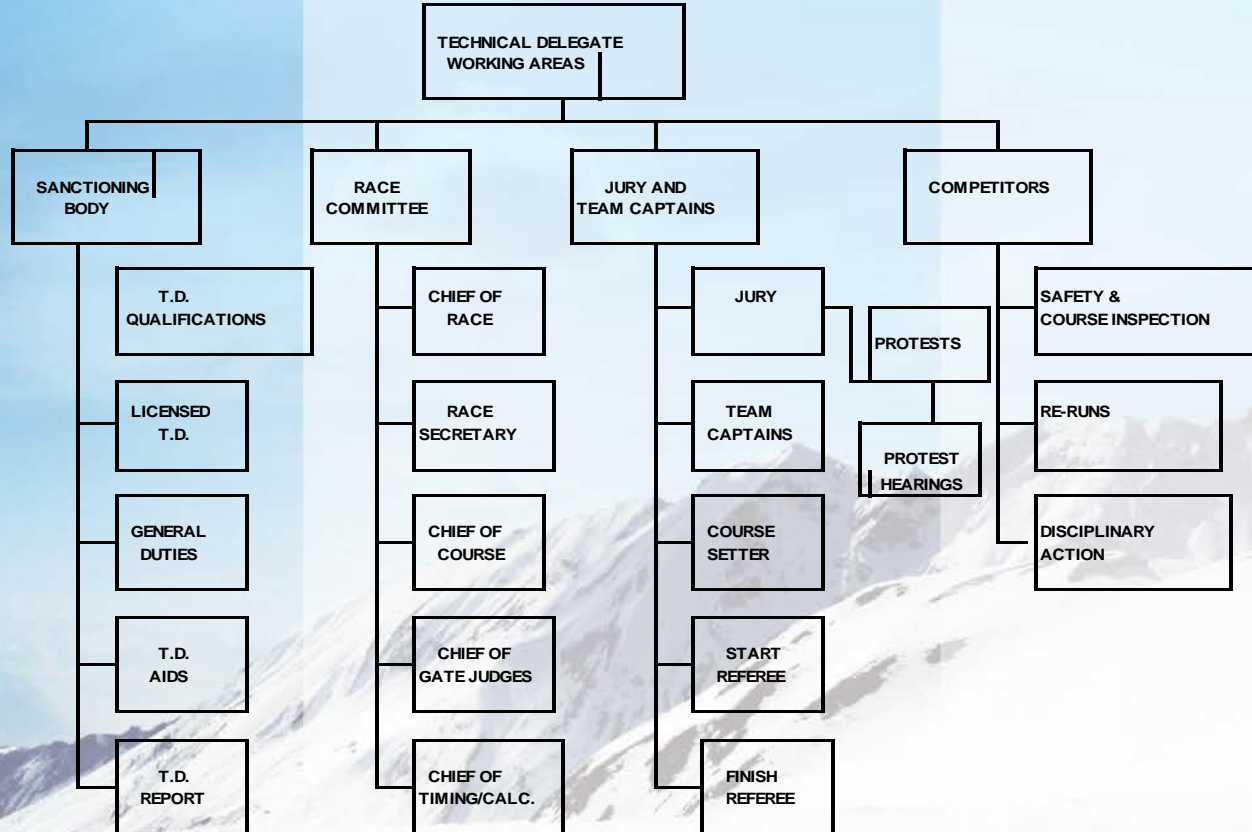 TECHNICAL DELEGATE
WORKING AREAS
SANCTIONING
BODY
RACE
COMMITTEE
JURY AND
TEAM CAPTAINS
COMPETITORS
T.D.
QUALIFICATIONS
LICENSED
T.D.
GENERAL
DUTIES
T.D.
AIDS
T.D.
REPORT
CHIEF OF
RACE
RACE
SECRETARY
CHIEF OF
COURSE
CHIEF OF
GATE JUDGES
CHIEF OF
TIMING/CALC.
JURY
PROTESTS
PROTEST
HEARINGS
TEAM
CAPTAINS
COURSE
SETTER
START
REFEREE
FINISH
REFEREE
SAFETY &
COURSE INSPECTION
RE-RUNS
DISCIPLINARY
ACTION